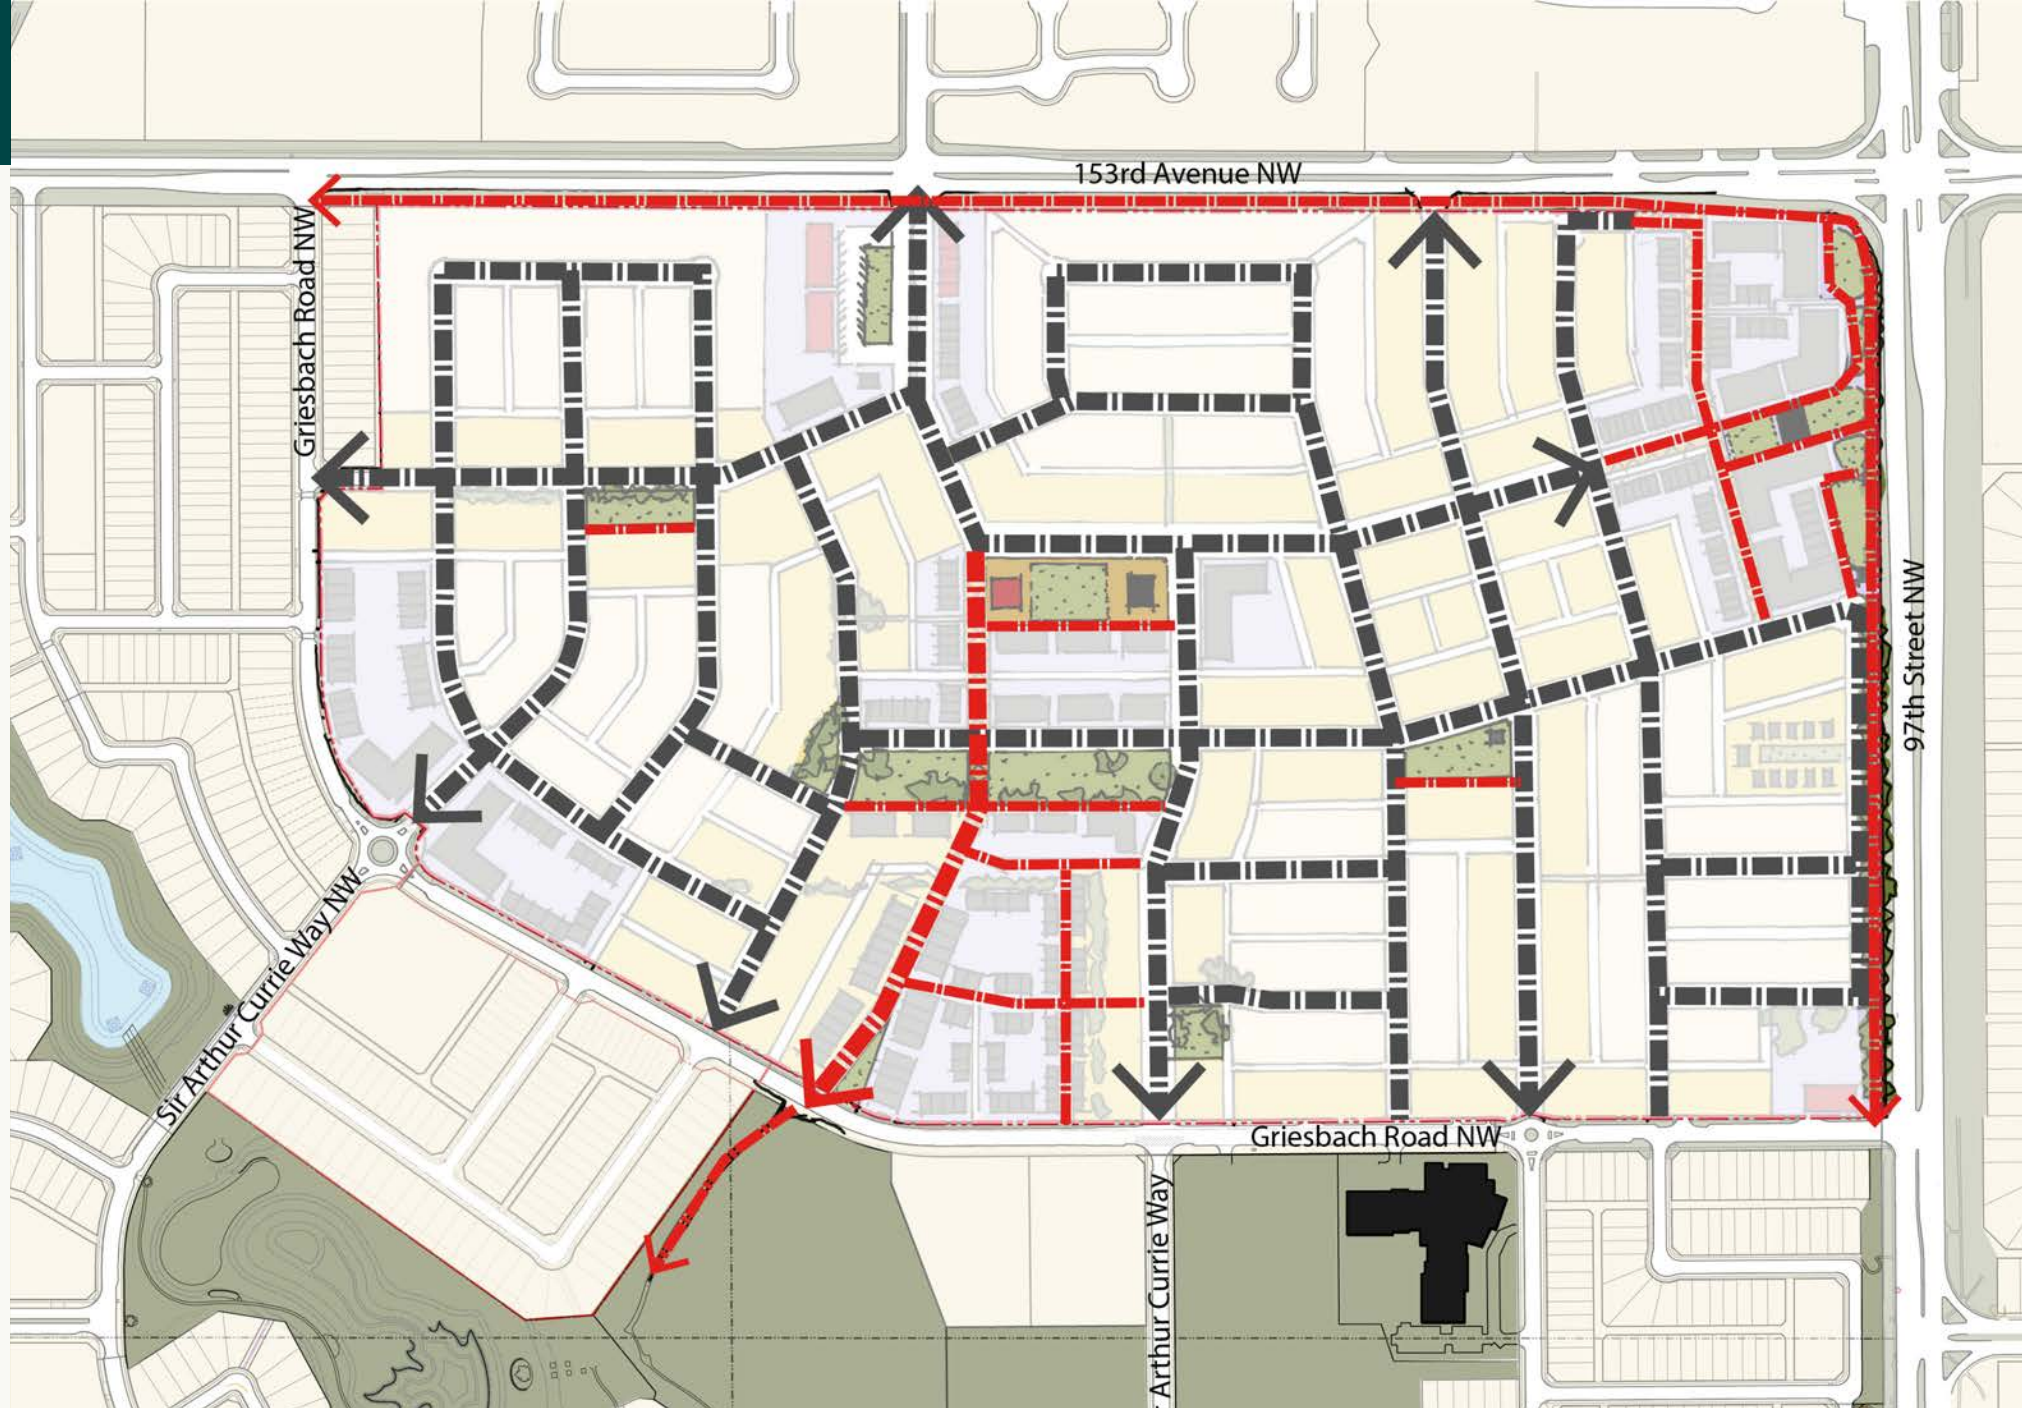 153rd Avenue NW
Griesbach Road NW
97th Street NW
Sir Arthur Currie Way NW
Griesbach Road NW
Arthur Currie Way